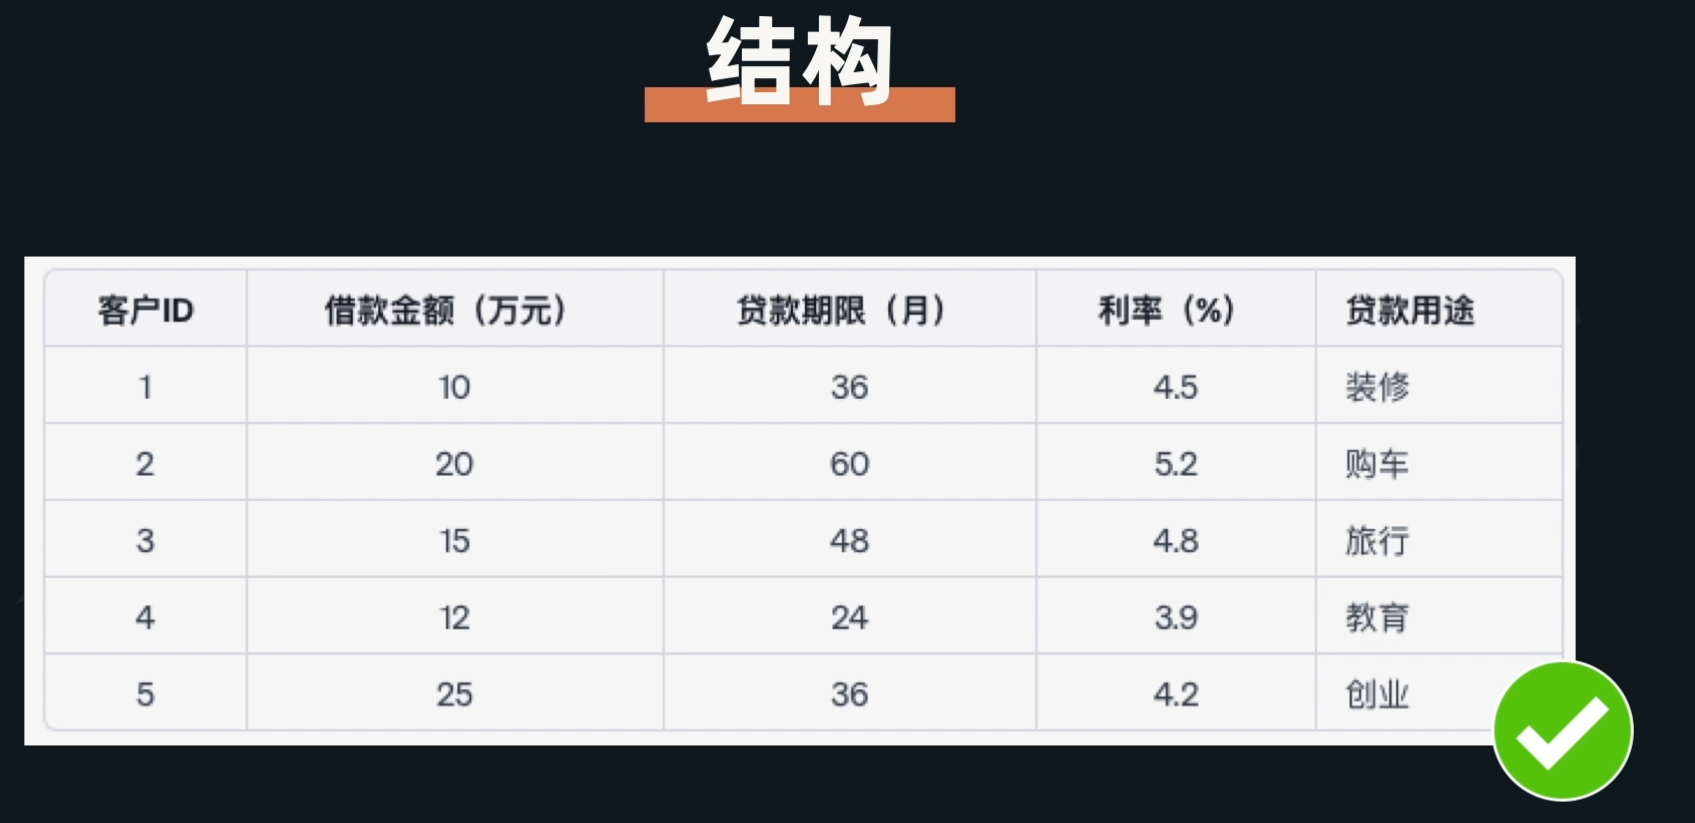 结构
客户ID 借款金额（万元） 贷款期限（月） 利率（%） 贷款用途
1 10 36 4.5 装修
2 20 60 5.2 购车
3 15 48 4.8 旅行
4 12 24 3.9 教育
5 25 36 4.2 创业